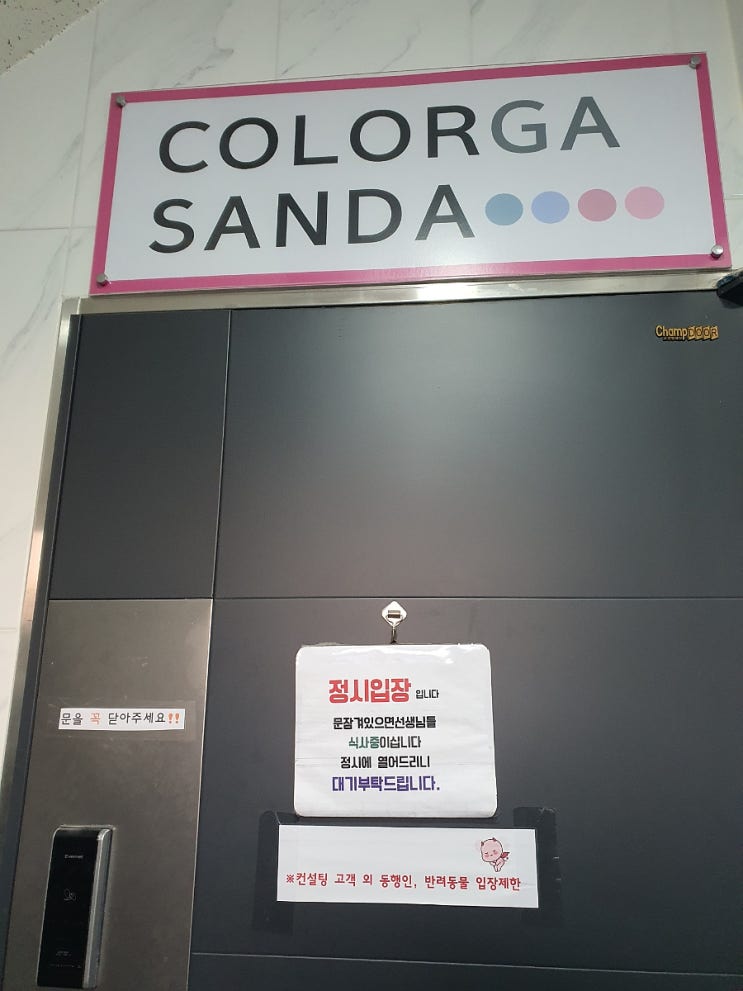 COLORGA
SANDA
Champ DOOR
정시입장 입니다
문잠겨있으면선생님들
식사중이십니다
정시에 열어드리니
대기부탁드립니다.
문을 꼭 닫아주세요!!
※컨설팅 고객 외 동행인, 반려동물 입장제한